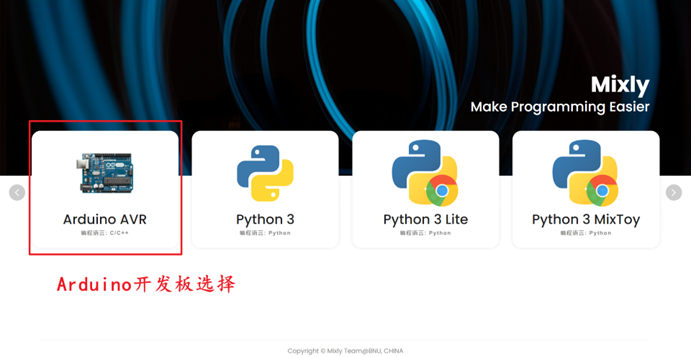 Mixly
Make Programming Easier
Arduino AVR
编程语言: C/C++
Python 3
编程语言: Python
Python 3 Lite
编程语言: Python
Python 3 MixToy
编程语言: Python
Arduino开发板选择
Copyright © Mixly Team@BNU, CHINA